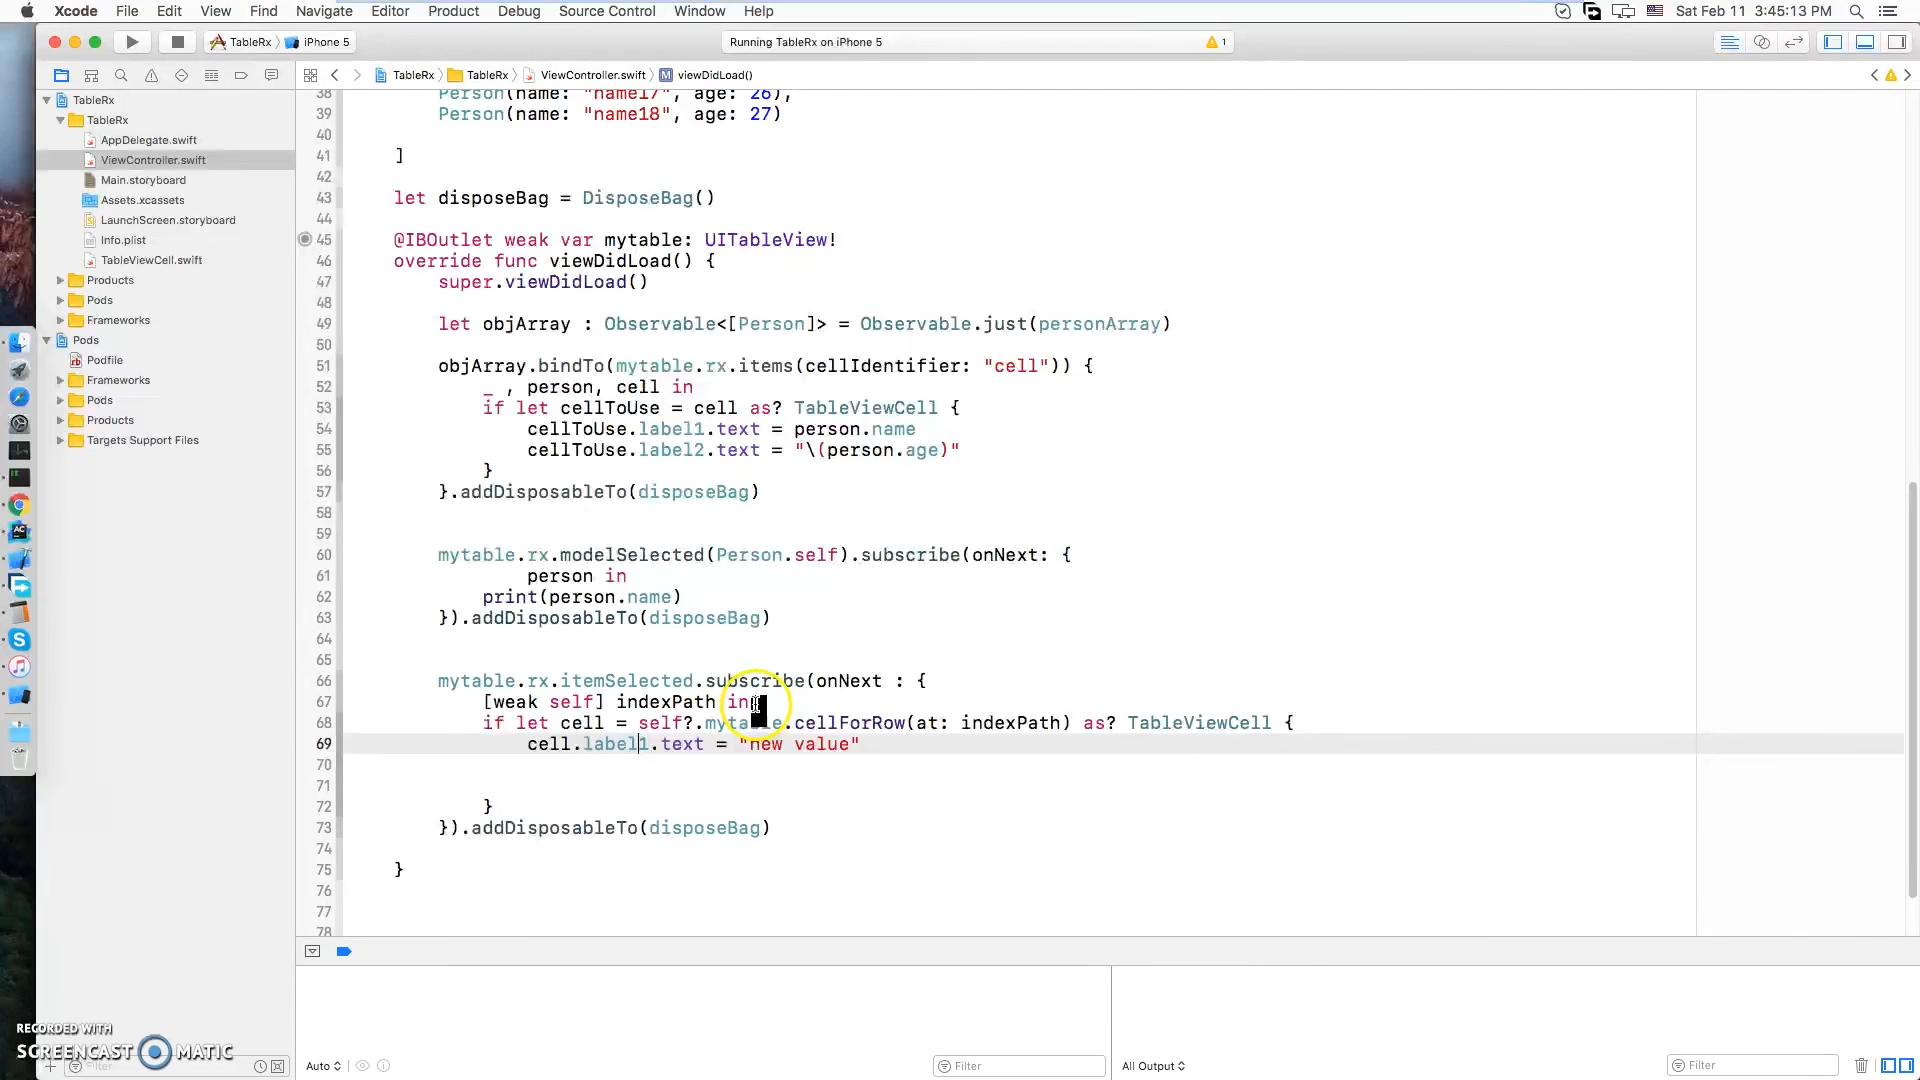 Xcode File Edit View Find Navigate Editor Product Debug Source Control Window Help Sat Feb 11 3:45:13 PM
TableRx iPhone 5 Running TableRx on iPhone 5 1
TableRx TableRx ViewController.swift M viewDidLoad()
TableRx
TableRx
AppDelegate.swift
ViewController.swift
Main.storyboard
Assets.xcassets
LaunchScreen.storyboard
Info.plist
TableViewCell.swift
Products
Pods
Frameworks
Pods
Podfile
Frameworks
Pods
Products
Targets Support Files
38 Person(name: "name17", age: 26),
39 Person(name: "name18", age: 27)
40
41 ]
42
43 let disposeBag = DisposeBag()
44
45 @IBOutlet weak var mytable: UITableView!
46 override func viewDidLoad() {
47 super.viewDidLoad()
48
49 let objArray : Observable<[Person]> = Observable.just(personArray)
50
51 objArray.bindTo(mytable.rx.items(cellIdentifier: "cell")) {
52 _ , person, cell in
53 if let cellToUse = cell as? TableViewCell {
54 cellToUse.label1.text = person.name
55 cellToUse.label2.text = "\(person.age)"
56 }
57 }.addDisposableTo(disposeBag)
58
59
60 mytable.rx.modelSelected(Person.self).subscribe(onNext: {
61 person in
62 print(person.name)
63 }).addDisposableTo(disposeBag)
64
65
66 mytable.rx.itemSelected.subscribe(onNext : {
67 [weak self] indexPath in
68 if let cell = self?.mytable.cellForRow(at: indexPath) as? TableViewCell {
69 cell.label1.text = "new value"
70
71
72 }
73 }).addDisposableTo(disposeBag)
74
75 }
76
77
78
RECORDED WITH
SCREENCAST MATIC
Filter
Auto Filter All Output Filter